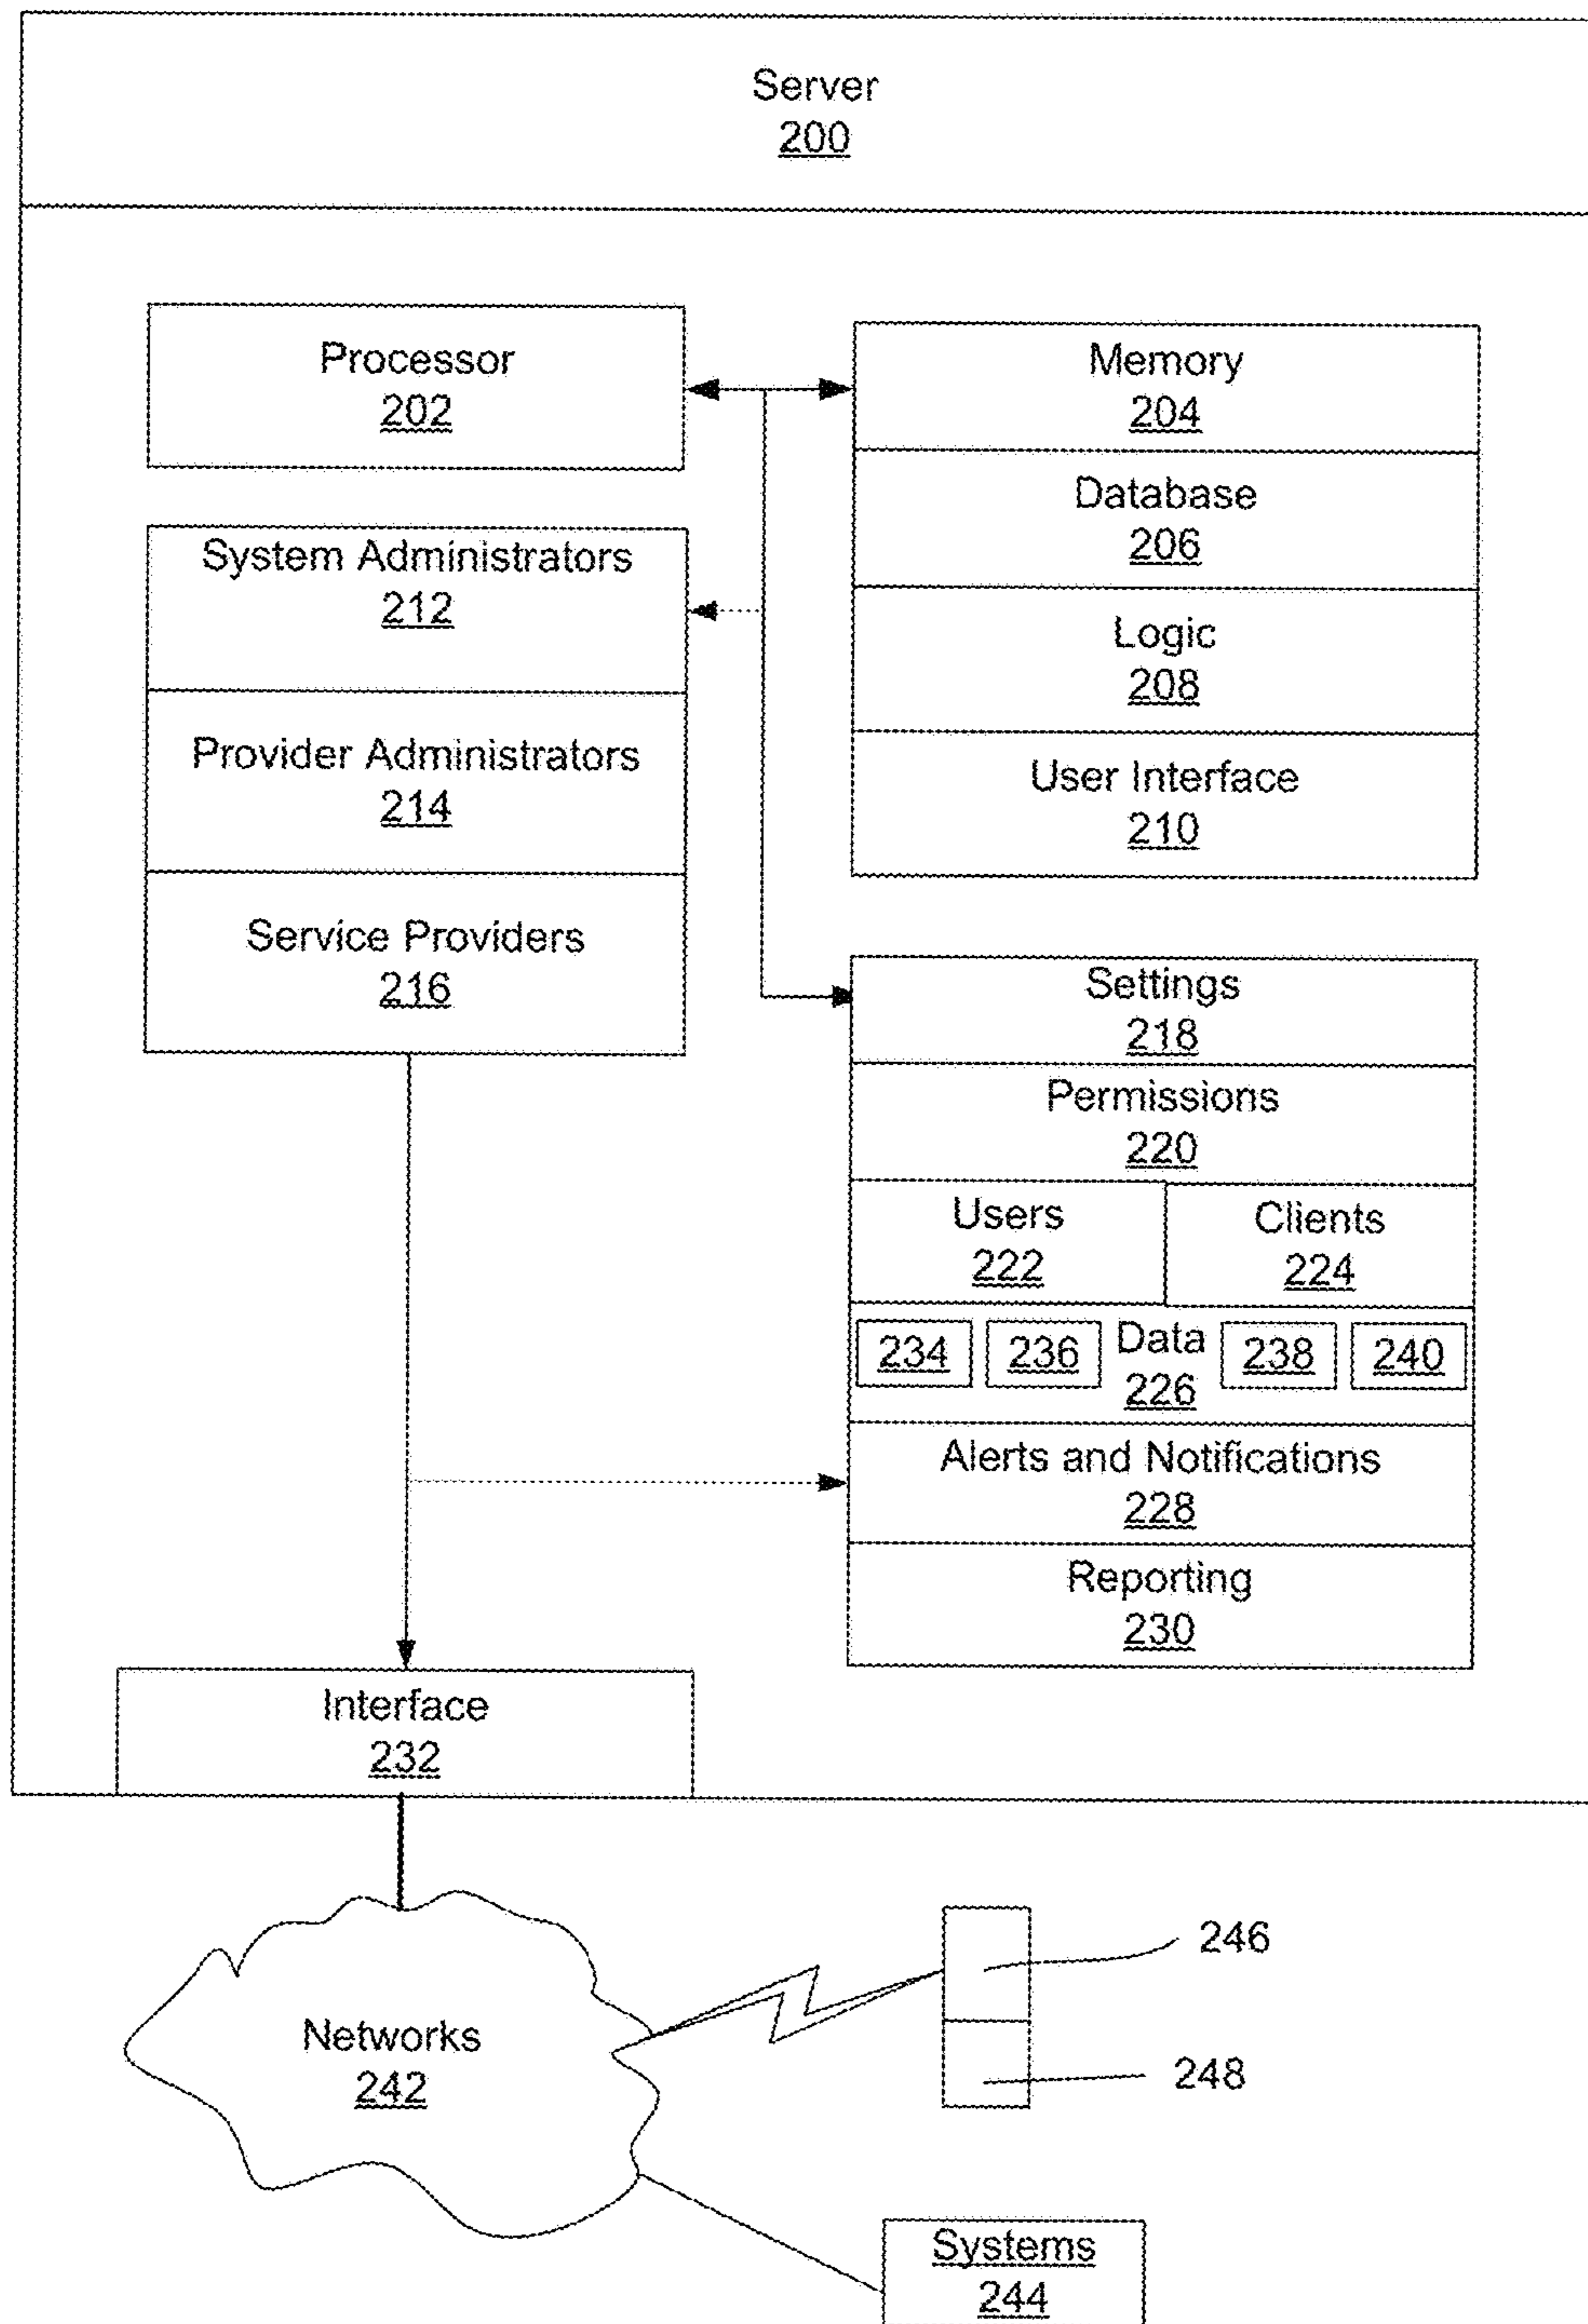 Server
200
Processor
202
Memory
204
Database
206
Logic
208
User Interface
210
System Administrators
212
Provider Administrators
214
Service Providers
216
Settings
218
Permissions
220
Users
222
Clients
224
234 236 Data 238 240
226
Alerts and Notifications
228
Reporting
230
Interface
232
Networks
242
246
248
Systems
244